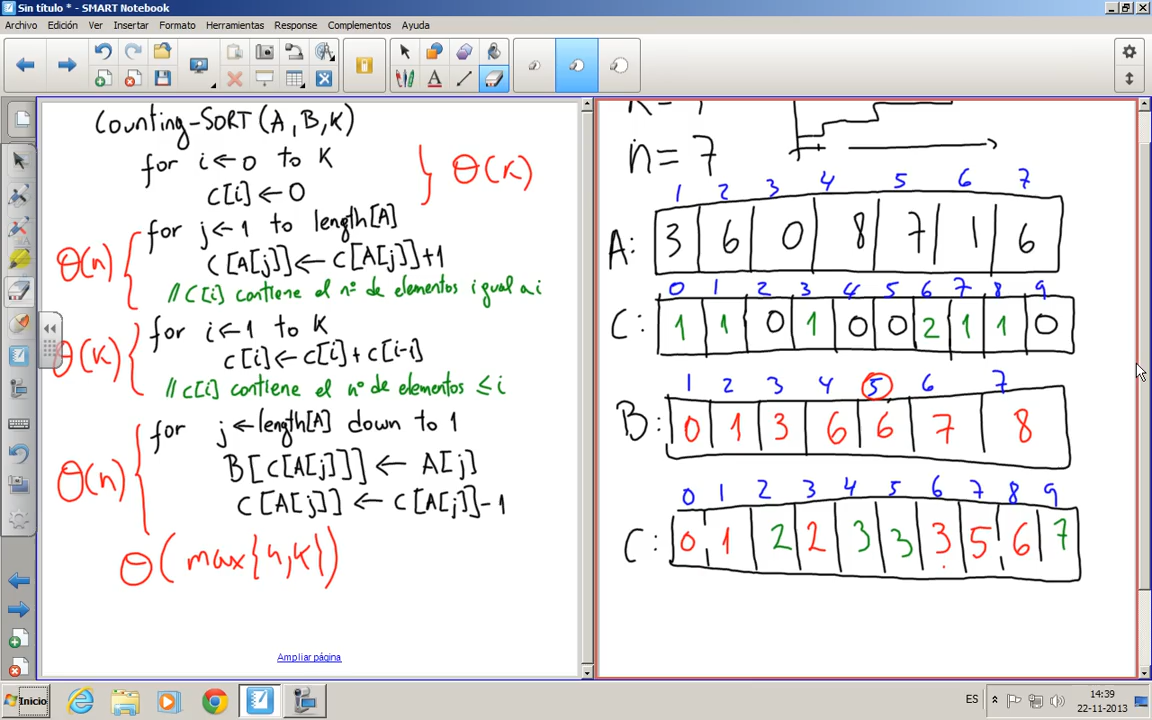 Sin título * - SMART Notebook
Archivo Edición Ver Insertar Formato Herramientas Response Complementos Ayuda
Counting-SORT (A, B, K)
for i ← 0 to K
c[i] ← 0
} Θ(K)
for j ← 1 to length[A]
c[A[j]] ← c[A[j]]+1
Θ(n) {
// c[i] contiene el nº de elementos igual a i
for i ← 1 to K
c[i] ← c[i] + c[i-1]
Θ(K) {
// c[i] contiene el nº de elementos ≤ i
for j ← length[A] down to 1
B[c[A[j]]] ← A[j]
Θ(n) {
c[A[j]] ← c[A[j]]-1
Θ(max{n,K})
Ampliar página
n = 7
1 2 3 4 5 6 7
A: 3 6 0 8 7 1 6
0 1 2 3 4 5 6 7 8 9
C: 1 1 0 1 0 0 2 1 1 0
1 2 3 4 5 6 7
B: 0 1 3 6 6 7 8
0 1 2 3 4 5 6 7 8 9
C: 0 1 2 2 3 3 3 5 6 7
Inicio
ES
14:39
22-11-2013